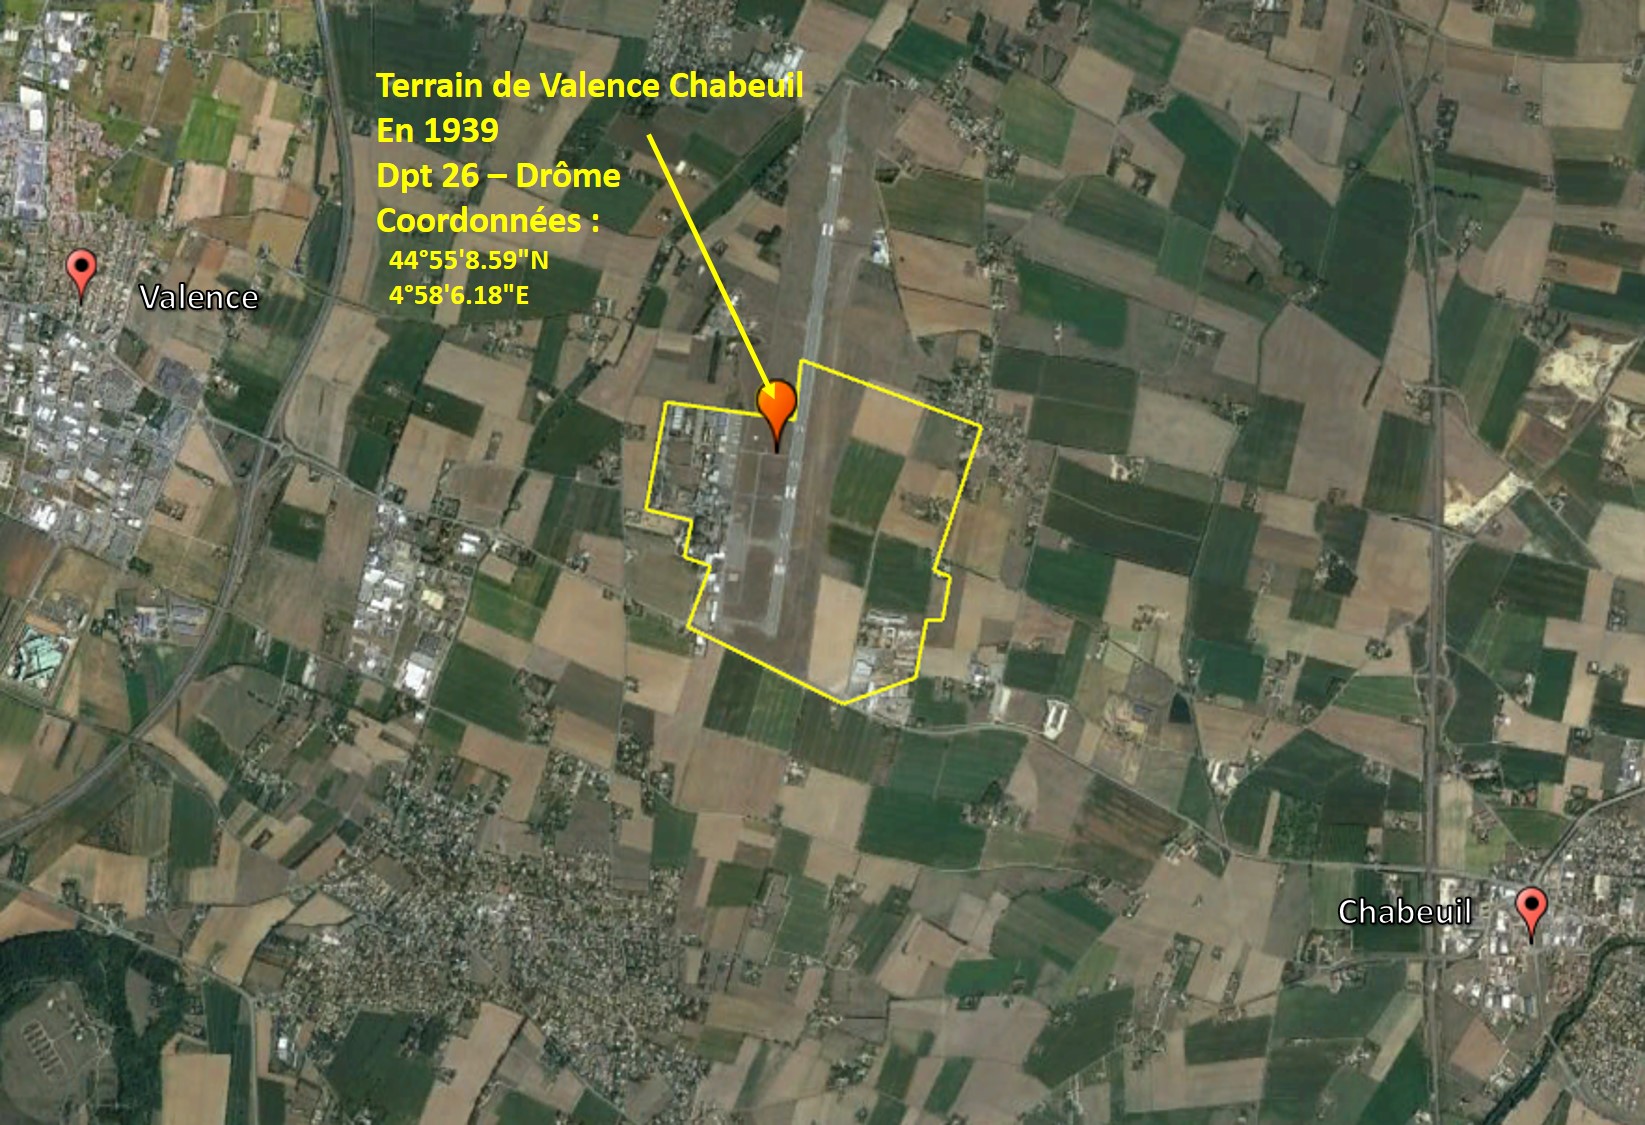 Terrain de Valence Chabeuil
En 1939
Dpt 26 – Drôme
Coordonnées :
44°55'8.59"N
4°58'6.18"E
Valence
Chabeuil